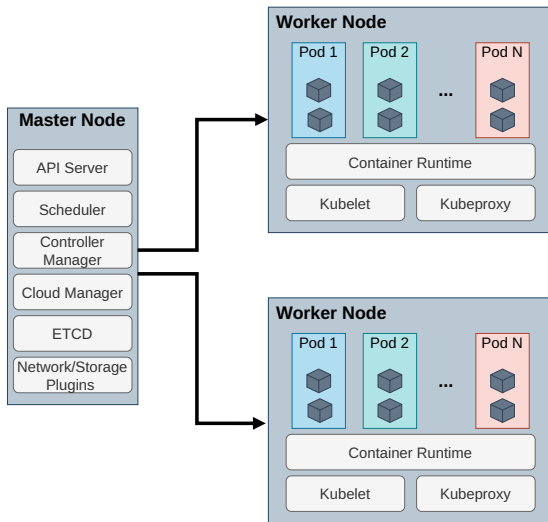 Master Node
API Server
Scheduler
Controller
Manager
Cloud Manager
ETCD
Network/Storage
Plugins
Worker Node
Pod 1
Pod 2
...
Pod N
Container Runtime
Kubelet
Kubeproxy
Worker Node
Pod 1
Pod 2
...
Pod N
Container Runtime
Kubelet
Kubeproxy